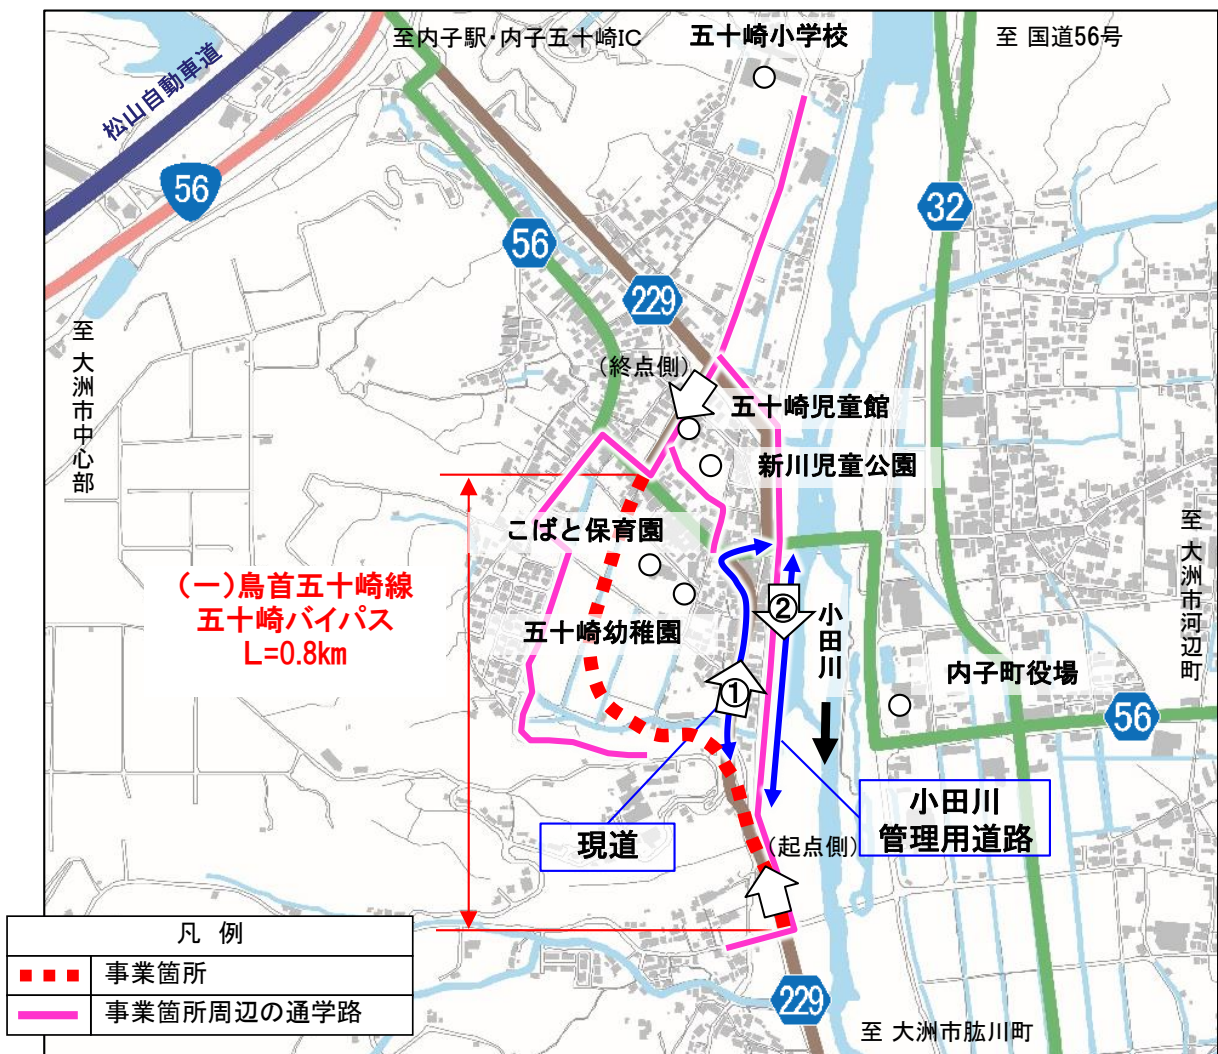 至内子駅・内子五十崎IC
五十崎小学校
至 国道56号
松山自動車道
56
32
56
229
至 大洲市中心部
(終点側)
五十崎児童館
新川児童公園
こばと保育園
至 大洲市河辺町
(一)鳥首五十崎線
五十崎バイパス
L=0.8km
②
小田川
五十崎幼稚園
内子町役場
①
56
現道
小田川
管理用道路
(起点側)
凡 例
事業箇所
事業箇所周辺の通学路
229
至 大洲市肱川町